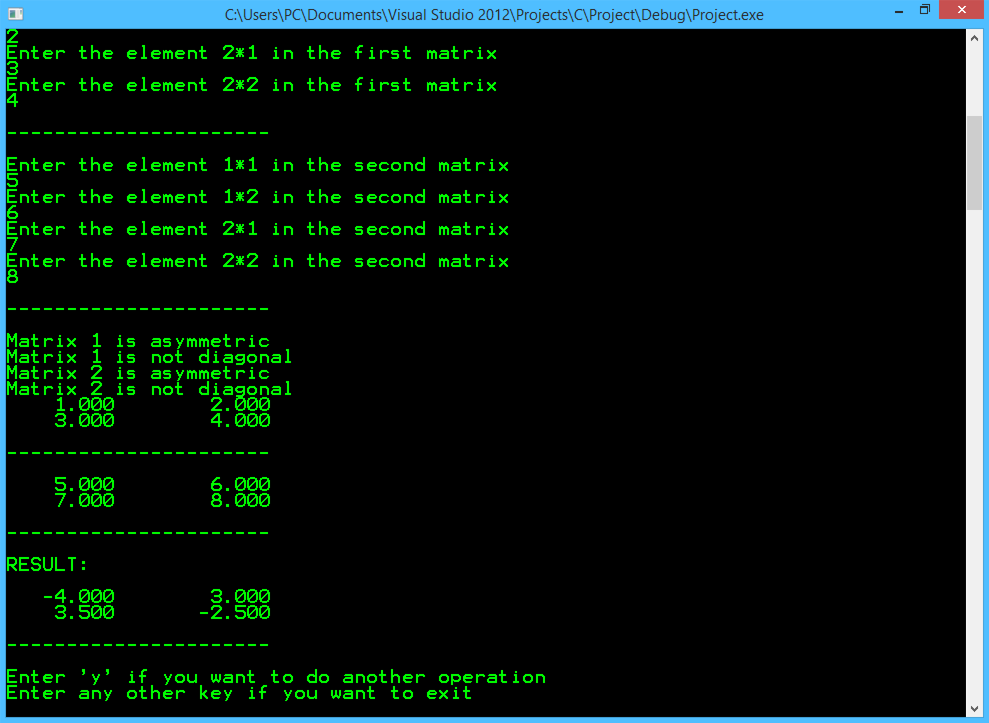 C:\Users\PC\Documents\Visual Studio 2012\Projects\C\Project\Debug\Project.exe
2
Enter the element 2*1 in the first matrix
3
Enter the element 2*2 in the first matrix
4
----------------------
Enter the element 1*1 in the second matrix
5
Enter the element 1*2 in the second matrix
6
Enter the element 2*1 in the second matrix
7
Enter the element 2*2 in the second matrix
8
----------------------
Matrix 1 is asymmetric
Matrix 1 is not diagonal
Matrix 2 is asymmetric
Matrix 2 is not diagonal
1.000 2.000
3.000 4.000
----------------------
5.000 6.000
7.000 8.000
----------------------
RESULT:
-4.000 3.000
3.500 -2.500
----------------------
Enter 'y' if you want to do another operation
Enter any other key if you want to exit